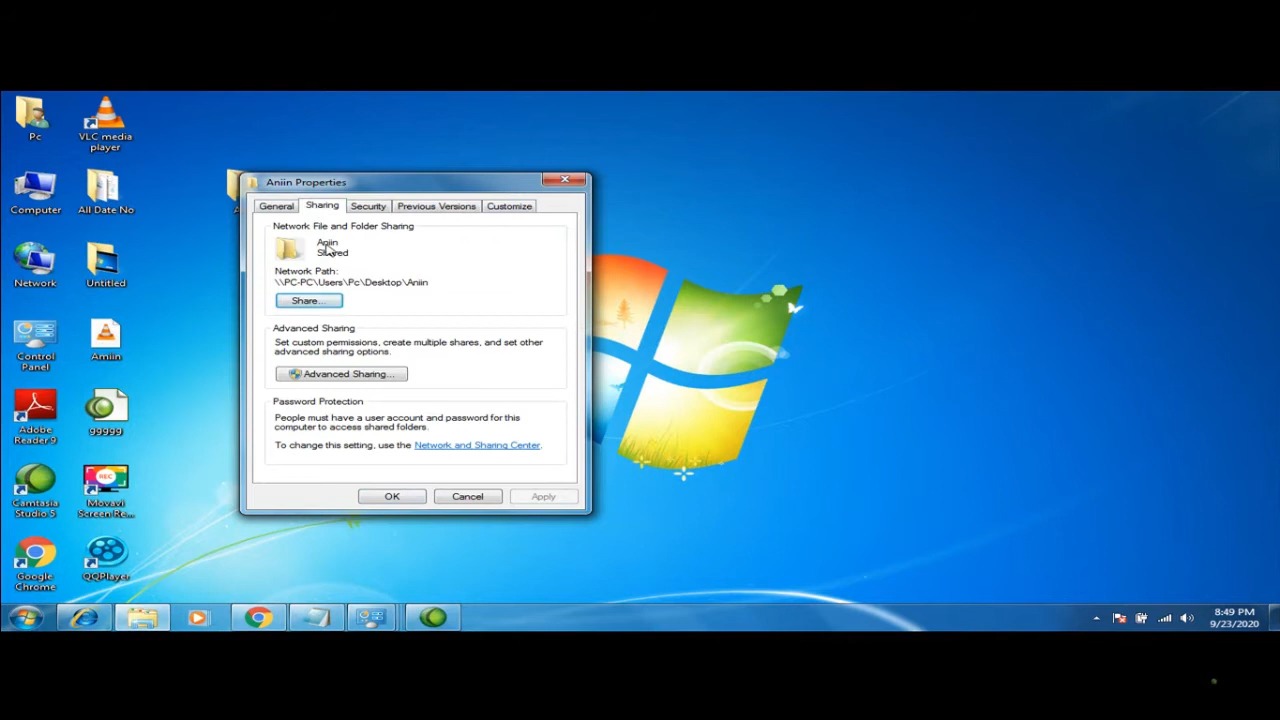 Pc
VLC media
player
Computer
All Date No
Network
Untitled
Control
Panel
Amiin
Adobe
Reader 9
ggggg
Camtasia
Studio 5
Movavi
Screen Re...
REC
Google
Chrome
QQPlayer
Aniin Properties
General
Sharing
Security
Previous Versions
Customize
Network File and Folder Sharing
Aniin
Shared
Network Path:
\\PC-PC\Users\Pc\Desktop\Aniin
Share...
Advanced Sharing
Set custom permissions, create multiple shares, and set other
advanced sharing options.
Advanced Sharing...
Password Protection
People must have a user account and password for this
computer to access shared folders.
To change this setting, use the Network and Sharing Center.
OK
Cancel
Apply
8:49 PM
9/23/2020